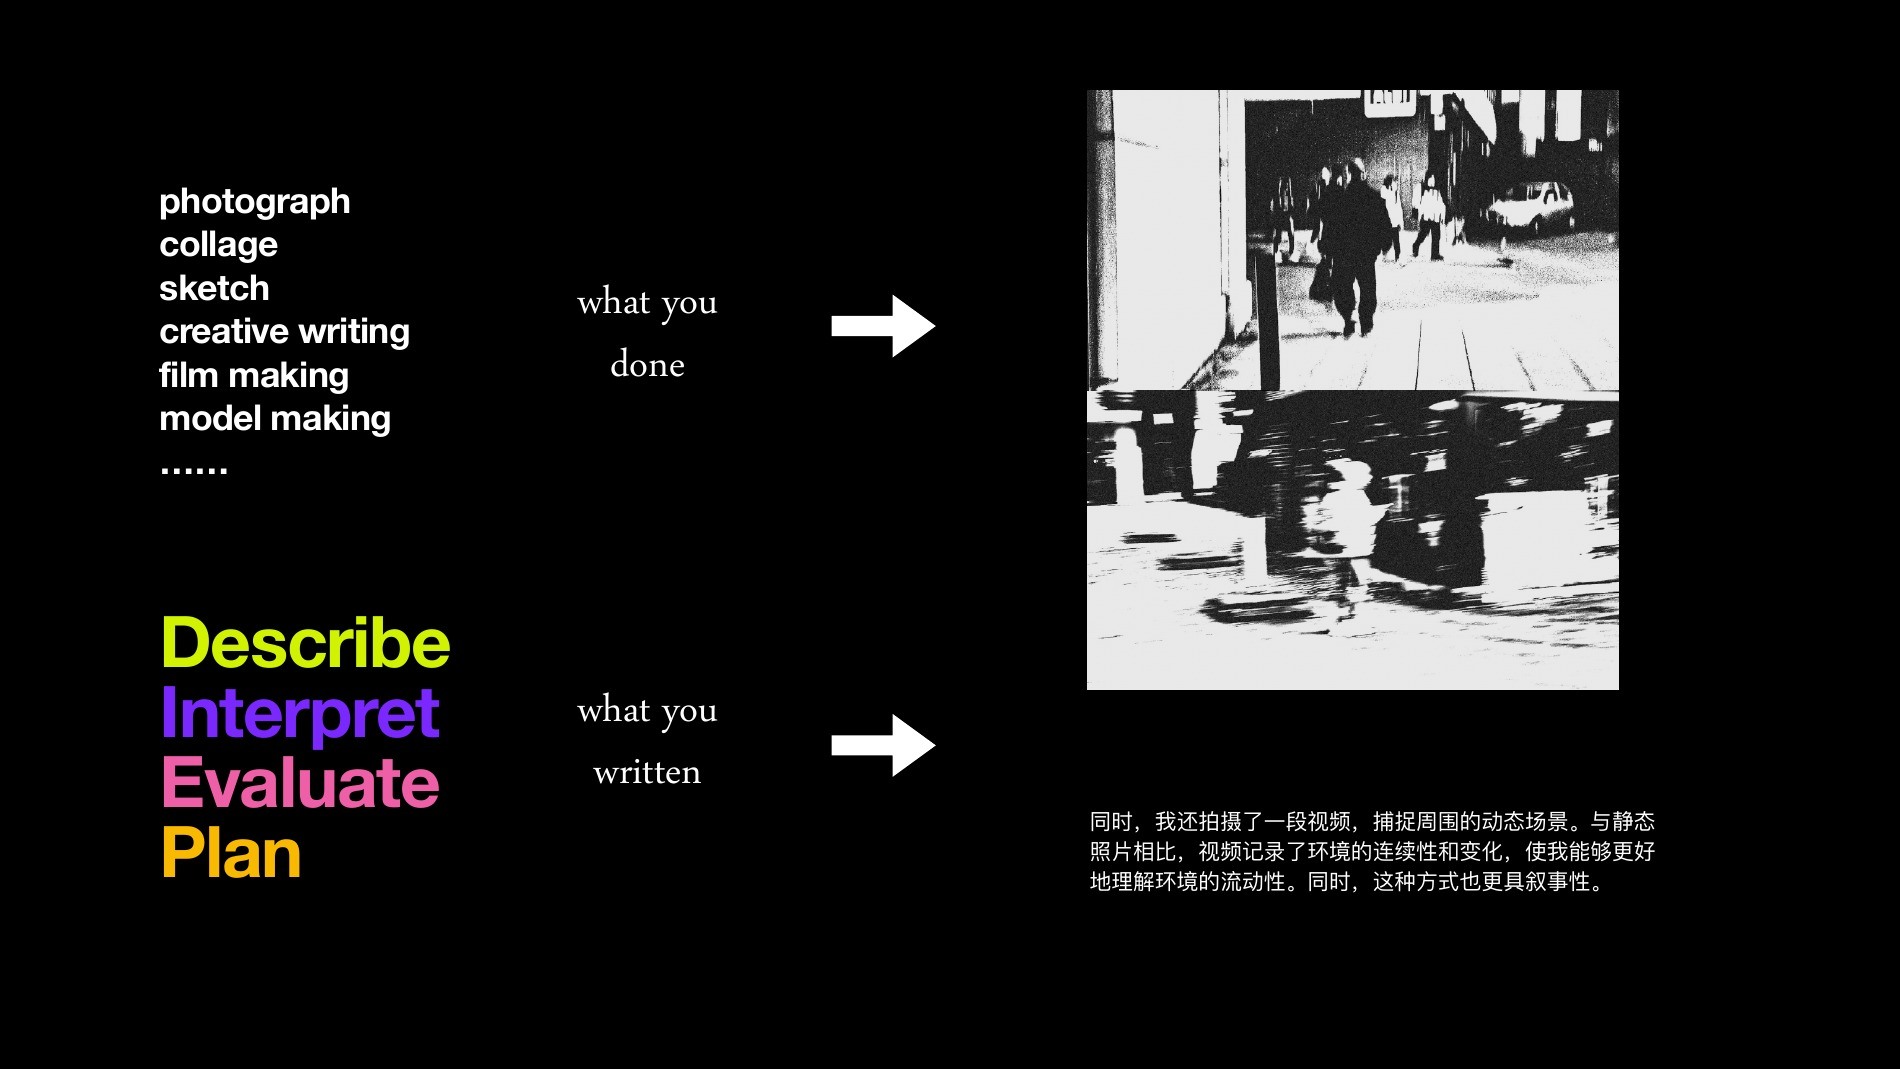 photograph
collage
sketch
creative writing
film making
model making
......
what you
done
Describe
Interpret
Evaluate
Plan
what you
written
同时，我还拍摄了一段视频，捕捉周围的动态场景。与静态
照片相比，视频记录了环境的连续性和变化，使我能够更好
地理解环境的流动性。同时，这种方式也更具叙事性。